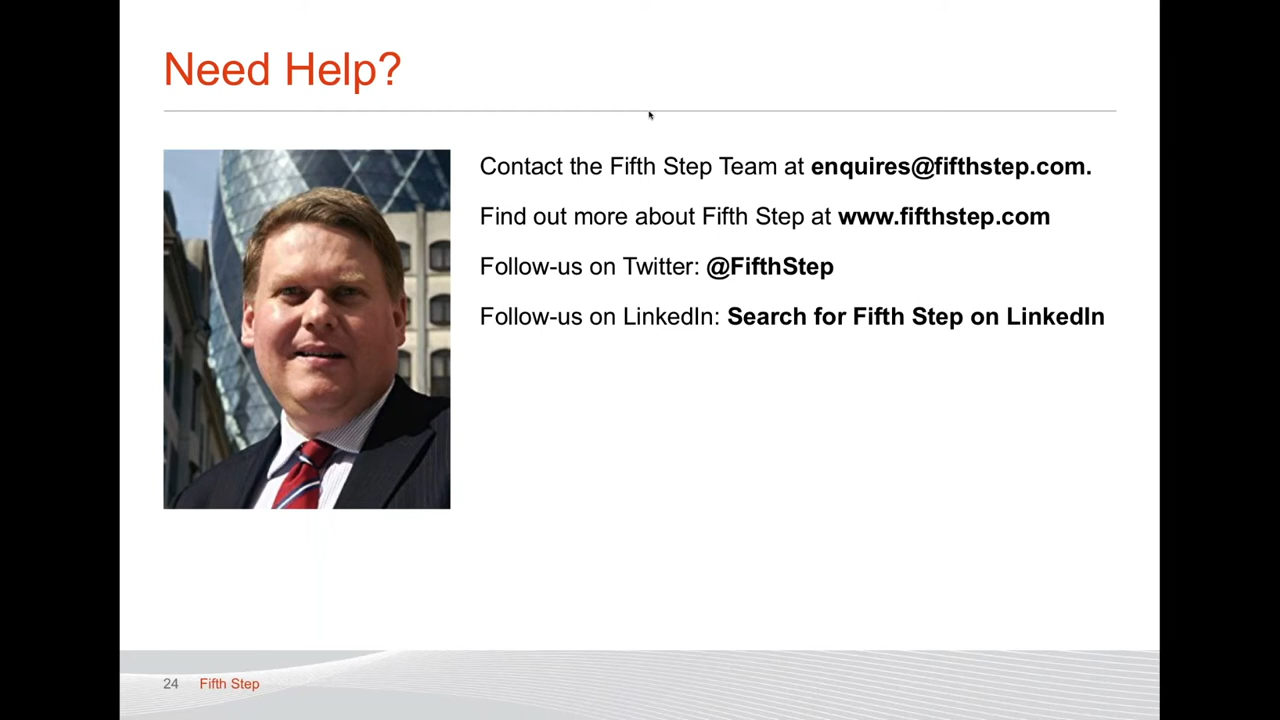 Need Help?
Contact the Fifth Step Team at enquires@fifthstep.com.
Find out more about Fifth Step at www.fifthstep.com
Follow-us on Twitter: @FifthStep
Follow-us on LinkedIn: Search for Fifth Step on LinkedIn
24 Fifth Step